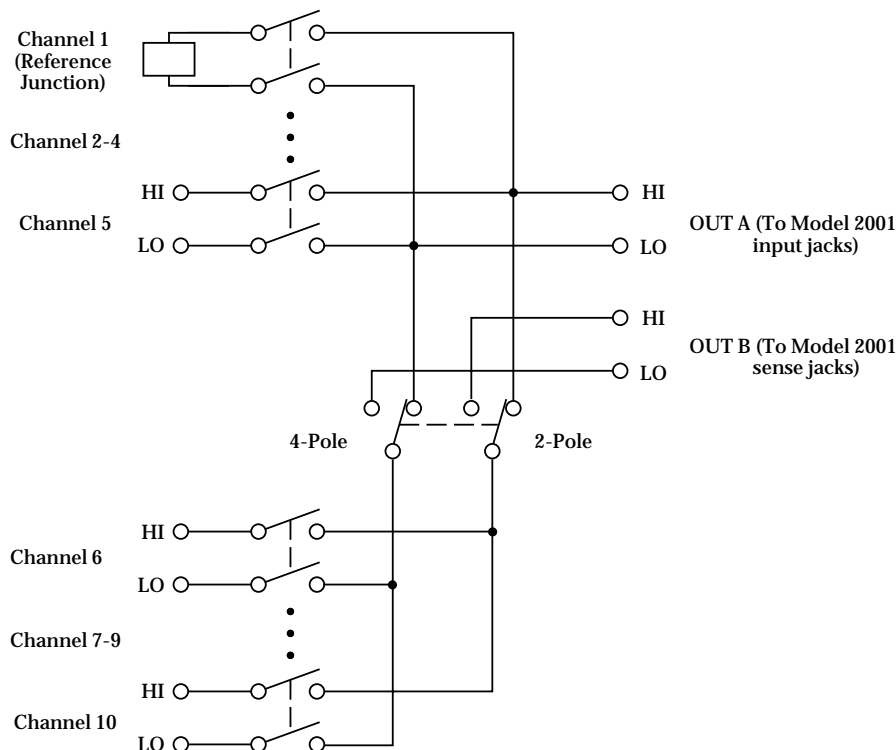 Channel 1
(Reference
Junction)
Channel 2-4
HI
HI
Channel 5
OUT A (To Model 2001
input jacks)
LO
LO
HI
OUT B (To Model 2001
sense jacks)
LO
4-Pole
2-Pole
HI
Channel 6
LO
Channel 7-9
HI
Channel 10
LO